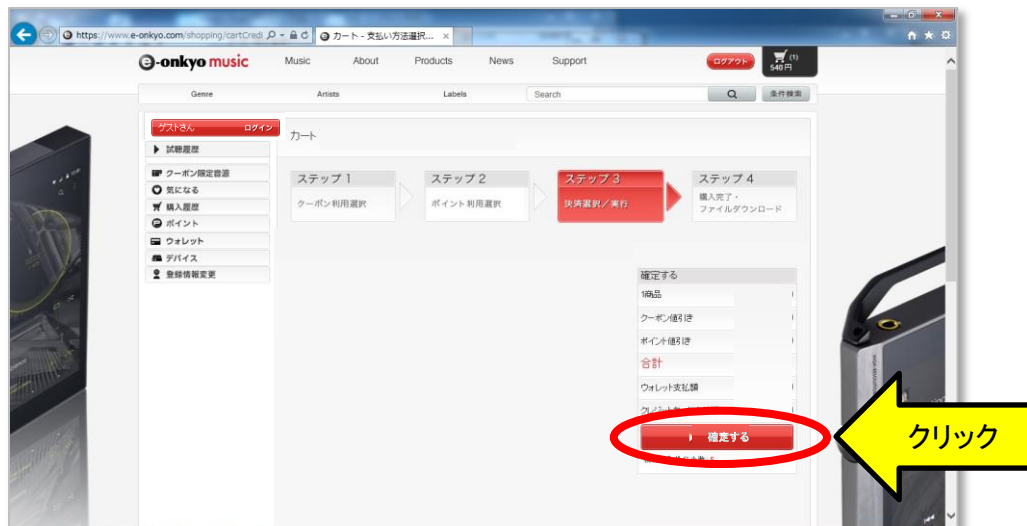 https://www.e-onkyo.com/shopping/cartCredi
カート - 支払い方法選択...
e-onkyo music
Music About Products News Support
ログアウト
(1)
540円
Genre Artists Labels Search 条件検索
ゲストさん ログイン
カート
試聴履歴
クーポン限定音源
気になる
購入履歴
ポイント
ウォレット
デバイス
登録情報変更
ステップ 1
クーポン利用選択
ステップ 2
ポイント利用選択
ステップ 3
決済選択／実行
ステップ 4
購入完了・
ファイルダウンロード
確定する
1商品
クーポン値引き
ポイント値引き
合計
ウォレット支払額
確定する
クリック